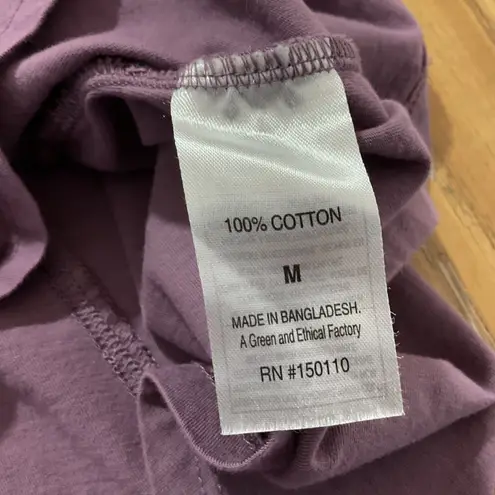 100% COTTON
M
MADE IN BANGLADESH.
A Green and Ethical Factory
RN #150110